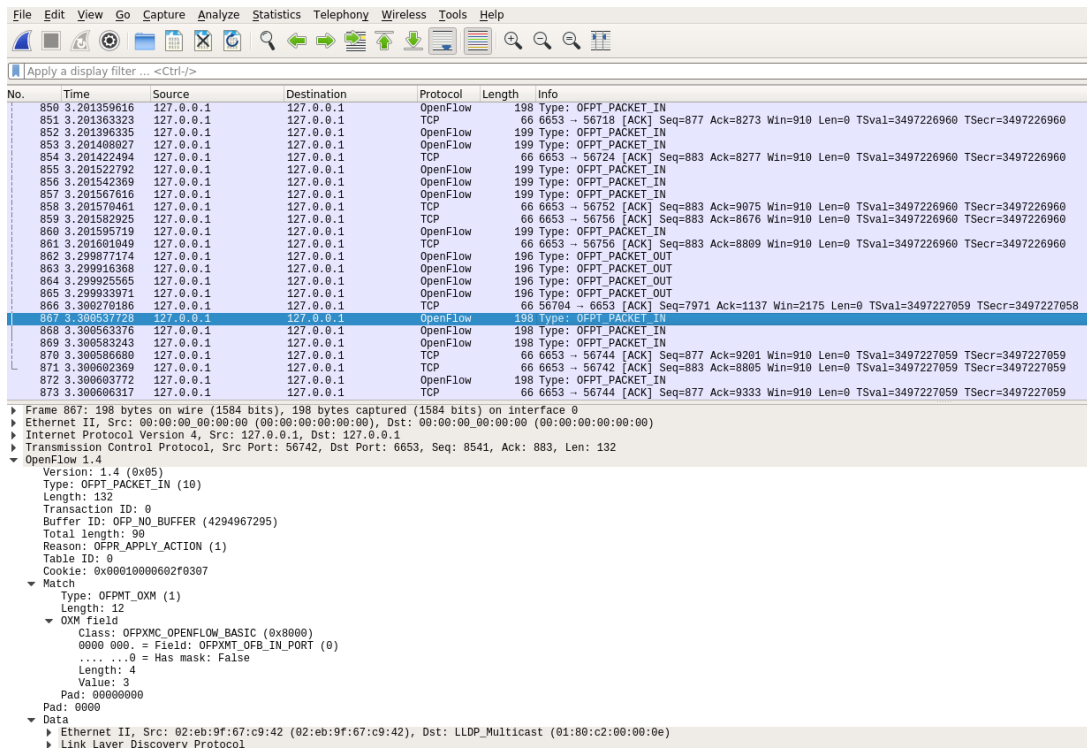 File Edit View Go Capture Analyze Statistics Telephony Wireless Tools Help
Apply a display filter ... <Ctrl-/>
No. Time Source Destination Protocol Length Info
850 3.201359616 127.0.0.1 127.0.0.1 OpenFlow 198 Type: OFPT_PACKET_IN
851 3.201363323 127.0.0.1 127.0.0.1 TCP 66 6653 → 56718 [ACK] Seq=877 Ack=8273 Win=910 Len=0 TSval=3497226960 TSecr=3497226960
852 3.201396335 127.0.0.1 127.0.0.1 OpenFlow 199 Type: OFPT_PACKET_IN
853 3.201408027 127.0.0.1 127.0.0.1 OpenFlow 199 Type: OFPT_PACKET_IN
854 3.201422494 127.0.0.1 127.0.0.1 TCP 66 6653 → 56724 [ACK] Seq=883 Ack=8277 Win=910 Len=0 TSval=3497226960 TSecr=3497226960
855 3.201522792 127.0.0.1 127.0.0.1 OpenFlow 199 Type: OFPT_PACKET_IN
856 3.201542369 127.0.0.1 127.0.0.1 OpenFlow 199 Type: OFPT_PACKET_IN
857 3.201567616 127.0.0.1 127.0.0.1 OpenFlow 199 Type: OFPT_PACKET_IN
858 3.201570461 127.0.0.1 127.0.0.1 TCP 66 6653 → 56752 [ACK] Seq=883 Ack=9075 Win=910 Len=0 TSval=3497226960 TSecr=3497226960
859 3.201582925 127.0.0.1 127.0.0.1 TCP 66 6653 → 56756 [ACK] Seq=883 Ack=8676 Win=910 Len=0 TSval=3497226960 TSecr=3497226960
860 3.201595719 127.0.0.1 127.0.0.1 OpenFlow 199 Type: OFPT_PACKET_IN
861 3.201601049 127.0.0.1 127.0.0.1 TCP 66 6653 → 56756 [ACK] Seq=883 Ack=8809 Win=910 Len=0 TSval=3497226960 TSecr=3497226960
862 3.299877174 127.0.0.1 127.0.0.1 OpenFlow 196 Type: OFPT_PACKET_OUT
863 3.299916368 127.0.0.1 127.0.0.1 OpenFlow 196 Type: OFPT_PACKET_OUT
864 3.299925565 127.0.0.1 127.0.0.1 OpenFlow 196 Type: OFPT_PACKET_OUT
865 3.299933971 127.0.0.1 127.0.0.1 OpenFlow 196 Type: OFPT_PACKET_OUT
866 3.300270186 127.0.0.1 127.0.0.1 TCP 66 56704 → 6653 [ACK] Seq=7971 Ack=1137 Win=2175 Len=0 TSval=3497227059 TSecr=3497227058
867 3.300537728 127.0.0.1 127.0.0.1 OpenFlow 198 Type: OFPT_PACKET_IN
868 3.300563376 127.0.0.1 127.0.0.1 OpenFlow 198 Type: OFPT_PACKET_IN
869 3.300583243 127.0.0.1 127.0.0.1 OpenFlow 198 Type: OFPT_PACKET_IN
870 3.300586680 127.0.0.1 127.0.0.1 TCP 66 6653 → 56744 [ACK] Seq=877 Ack=9201 Win=910 Len=0 TSval=3497227059 TSecr=3497227059
871 3.300602369 127.0.0.1 127.0.0.1 TCP 66 6653 → 56742 [ACK] Seq=883 Ack=8805 Win=910 Len=0 TSval=3497227059 TSecr=3497227059
872 3.300603772 127.0.0.1 127.0.0.1 OpenFlow 198 Type: OFPT_PACKET_IN
873 3.300606317 127.0.0.1 127.0.0.1 TCP 66 6653 → 56744 [ACK] Seq=877 Ack=9333 Win=910 Len=0 TSval=3497227059 TSecr=3497227059
Frame 867: 198 bytes on wire (1584 bits), 198 bytes captured (1584 bits) on interface 0
Ethernet II, Src: 00:00:00_00:00:00 (00:00:00:00:00:00), Dst: 00:00:00_00:00:00 (00:00:00:00:00:00)
Internet Protocol Version 4, Src: 127.0.0.1, Dst: 127.0.0.1
Transmission Control Protocol, Src Port: 56742, Dst Port: 6653, Seq: 8541, Ack: 883, Len: 132
OpenFlow 1.4
Version: 1.4 (0x05)
Type: OFPT_PACKET_IN (10)
Length: 132
Transaction ID: 0
Buffer ID: OFP_NO_BUFFER (4294967295)
Total length: 90
Reason: OFPR_APPLY_ACTION (1)
Table ID: 0
Cookie: 0x00010000602f0307
Match
Type: OFPMT_OXM (1)
Length: 12
OXM field
Class: OFPXMC_OPENFLOW_BASIC (0x8000)
0000 000. = Field: OFPXMT_OFB_IN_PORT (0)
.... ...0 = Has mask: False
Length: 4
Value: 3
Pad: 00000000
Pad: 0000
Data
Ethernet II, Src: 02:eb:9f:67:c9:42 (02:eb:9f:67:c9:42), Dst: LLDP_Multicast (01:80:c2:00:00:0e)
Link Layer Discovery Protocol